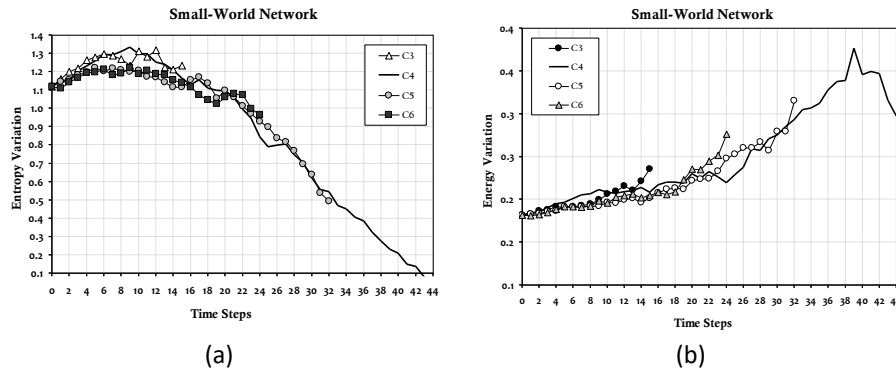 Small-World Network
1.4
1.3
1.2
1.1
1.0
0.9
0.8
0.7
0.6
0.5
0.4
0.3
0.2
0.1
Entropy Variation
C3
C4
C5
C6
0 2 4 6 8 10 12 14 16 18 20 22 24 26 28 30 32 34 36 38 40 42 44
Time Steps
(a)
Small-World Network
0.4
0.4
0.3
0.3
0.2
0.2
0.1
Energy Variation
C3
C4
C5
C6
0 2 4 6 8 10 12 14 16 18 20 22 24 26 28 30 32 34 36 38 40 42
Time Steps
(b)